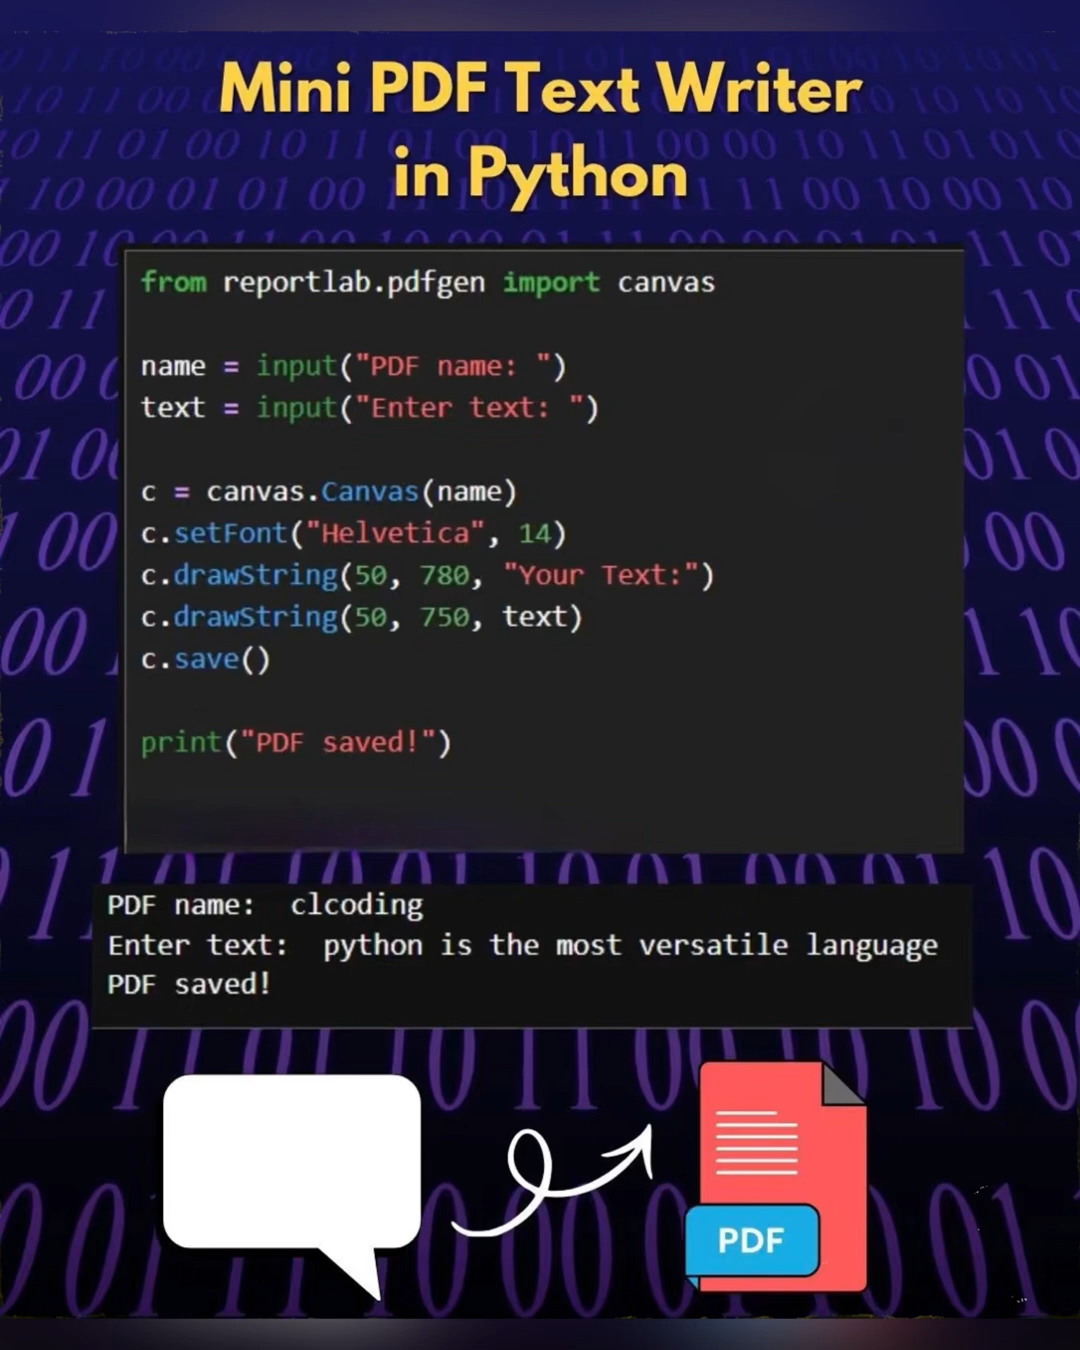 Mini PDF Text Writer
in Python
from reportlab.pdfgen import canvas
name = input("PDF name: ")
text = input("Enter text: ")
c = canvas.Canvas(name)
c.setFont("Helvetica", 14)
c.drawString(50, 780, "Your Text:")
c.drawString(50, 750, text)
c.save()
print("PDF saved!")
PDF name:  clcoding
Enter text:  python is the most versatile language
PDF saved!
PDF